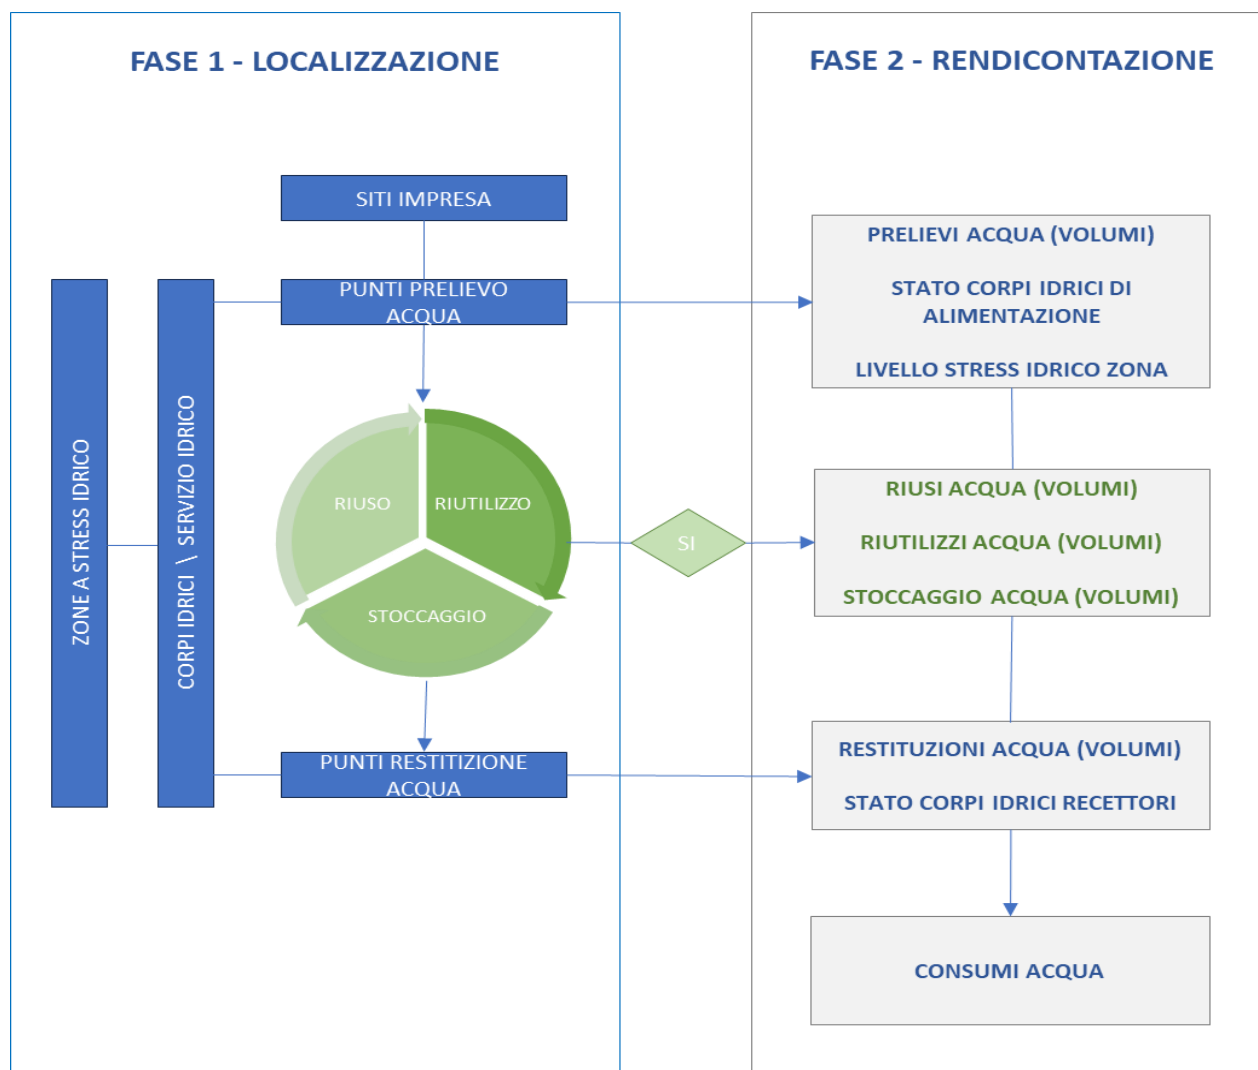 FASE 1 - LOCALIZZAZIONE
SITI IMPRESA
PUNTI PRELIEVO
ACQUA
ZONE A STRESS IDRICO
CORPI IDRICI \ SERVIZIO IDRICO
RIUSO
RIUTILIZZO
STOCCAGGIO
PUNTI RESTITIZIONE
ACQUA
SI
FASE 2 - RENDICONTAZIONE
PRELIEVI ACQUA (VOLUMI)
STATO CORPI IDRICI DI
ALIMENTAZIONE
LIVELLO STRESS IDRICO ZONA
RIUSI ACQUA (VOLUMI)
RIUTILIZZI ACQUA (VOLUMI)
STOCCAGGIO ACQUA (VOLUMI)
RESTITUZIONI ACQUA (VOLUMI)
STATO CORPI IDRICI RECETTORI
CONSUMI ACQUA